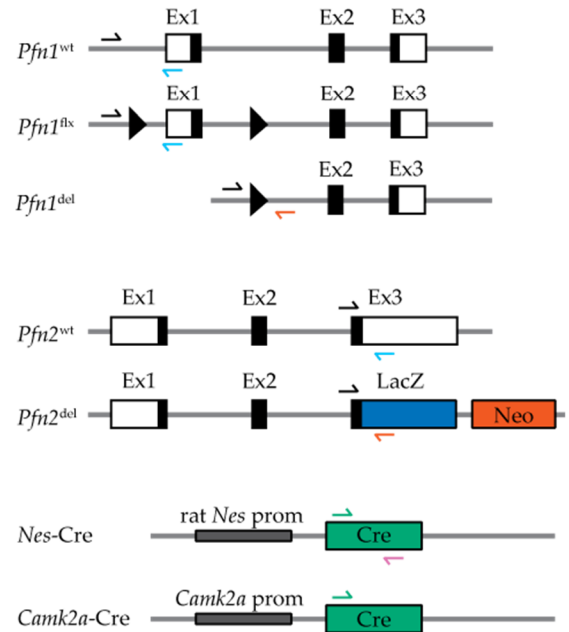 Ex1 Ex2 Ex3
Pfn1wt
Ex1 Ex2 Ex3
Pfn1flx
Ex2 Ex3
Pfn1del
Ex1 Ex2 Ex3
Pfn2wt
Ex1 Ex2 LacZ
Pfn2del Neo
rat Nes prom
Nes-Cre Cre
Camk2a prom
Camk2a-Cre Cre